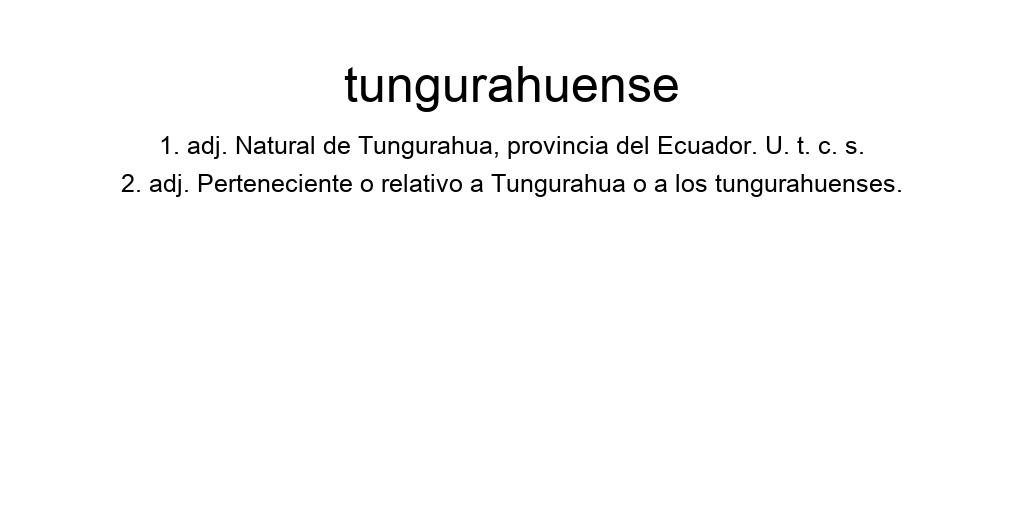 tungurahuense
1. adj. Natural de Tungurahua, provincia del Ecuador. U. t. c. s.
2. adj. Perteneciente o relativo a Tungurahua o a los tungurahuenses.